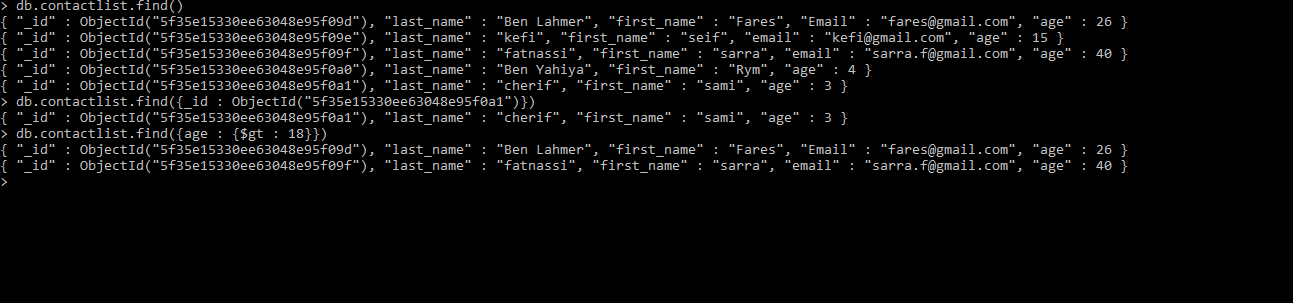 > db.contactlist.find()
{ "_id" : ObjectId("5f35e15330ee63048e95f09d"), "last_name" : "Ben Lahmer", "first_name" : "Fares", "Email" : "fares@gmail.com", "age" : 26 }
{ "_id" : ObjectId("5f35e15330ee63048e95f09e"), "last_name" : "kefi", "first_name" : "seif", "email" : "kefi@gmail.com", "age" : 15 }
{ "_id" : ObjectId("5f35e15330ee63048e95f09f"), "last_name" : "fatnassi", "first_name" : "sarra", "email" : "sarra.f@gmail.com", "age" : 40 }
{ "_id" : ObjectId("5f35e15330ee63048e95f0a0"), "last_name" : "Ben Yahiya", "first_name" : "Rym", "age" : 4 }
{ "_id" : ObjectId("5f35e15330ee63048e95f0a1"), "last_name" : "cherif", "first_name" : "sami", "age" : 3 }
> db.contactlist.find({_id : ObjectId("5f35e15330ee63048e95f0a1")})
{ "_id" : ObjectId("5f35e15330ee63048e95f0a1"), "last_name" : "cherif", "first_name" : "sami", "age" : 3 }
> db.contactlist.find({age : {$gt : 18}})
{ "_id" : ObjectId("5f35e15330ee63048e95f09d"), "last_name" : "Ben Lahmer", "first_name" : "Fares", "Email" : "fares@gmail.com", "age" : 26 }
{ "_id" : ObjectId("5f35e15330ee63048e95f09f"), "last_name" : "fatnassi", "first_name" : "sarra", "email" : "sarra.f@gmail.com", "age" : 40 }
>